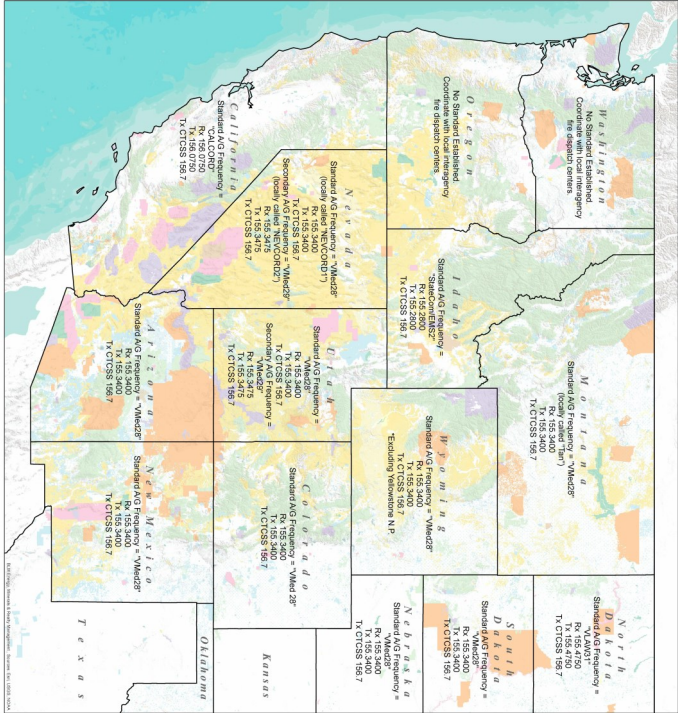 Washington
No Standard Established
Coordinate with local interagency
fire dispatch centers.
Oregon
No Standard Established.
Coordinate with local interagency
fire dispatch centers.
California
Standard A/G Frequency =
"CALCORD"
Rx 156.0750
Tx 156.0750
Tx CTCSS 156.7
Nevada
Standard A/G Frequency = "VMed28"
(locally called "NEVCORD1")
Rx 155.3400
Tx 155.3400
Tx CTCSS 156.7
Secondary A/G Frequency = "VMed29"
(locally called "NEVCORD2")
Rx 155.3475
Tx 155.3475
Tx CTCSS 156.7
Idaho
Standard A/G Frequency =
"StateCom/EMS2"
Rx 155.2800
Tx 155.2800
Tx CTCSS 156.7
Montana
Standard A/G Frequency = "VMed28"
(locally called "Tan")
Rx 155.3400
Tx 155.3400
Tx CTCSS 156.7
Wyoming
Standard A/G Frequency = "VMed28"
Rx 155.3400
Tx 155.3400
Tx CTCSS 156.7
*Excluding Yellowstone N.P.
Utah
Standard A/G Frequency =
"VMed28"
Rx 155.3400
Tx 155.3400
Tx CTCSS 156.7
Secondary A/G Frequency =
"VMed29"
Rx 155.3475
Tx 155.3475
Tx CTCSS 156.7
Colorado
Standard A/G Frequency = "VMed 28"
Rx 155.3400
Tx 155.3400
Tx CTCSS 156.7
Arizona
Standard A/G Frequency = "VMed28"
Rx 155.3400
Tx 155.3400
Tx CTCSS 156.7
New Mexico
Standard A/G Frequency = "VMed28"
Rx 155.3400
Tx 155.3400
Tx CTCSS 156.7
North
Dakota
Standard A/G Frequency =
"VLAW31"
Rx 155.4750
Tx 155.4750
Tx CTCSS 156.7
South
Dakota
Standard A/G Frequency =
"VMed28"
Rx 155.3400
Tx 155.3400
Tx CTCSS 156.7
Nebraska
Standard A/G Frequency =
"VMed28"
Rx 155.3400
Tx 155.3400
Tx CTCSS 156.7
Kansas
Oklahoma
Texas